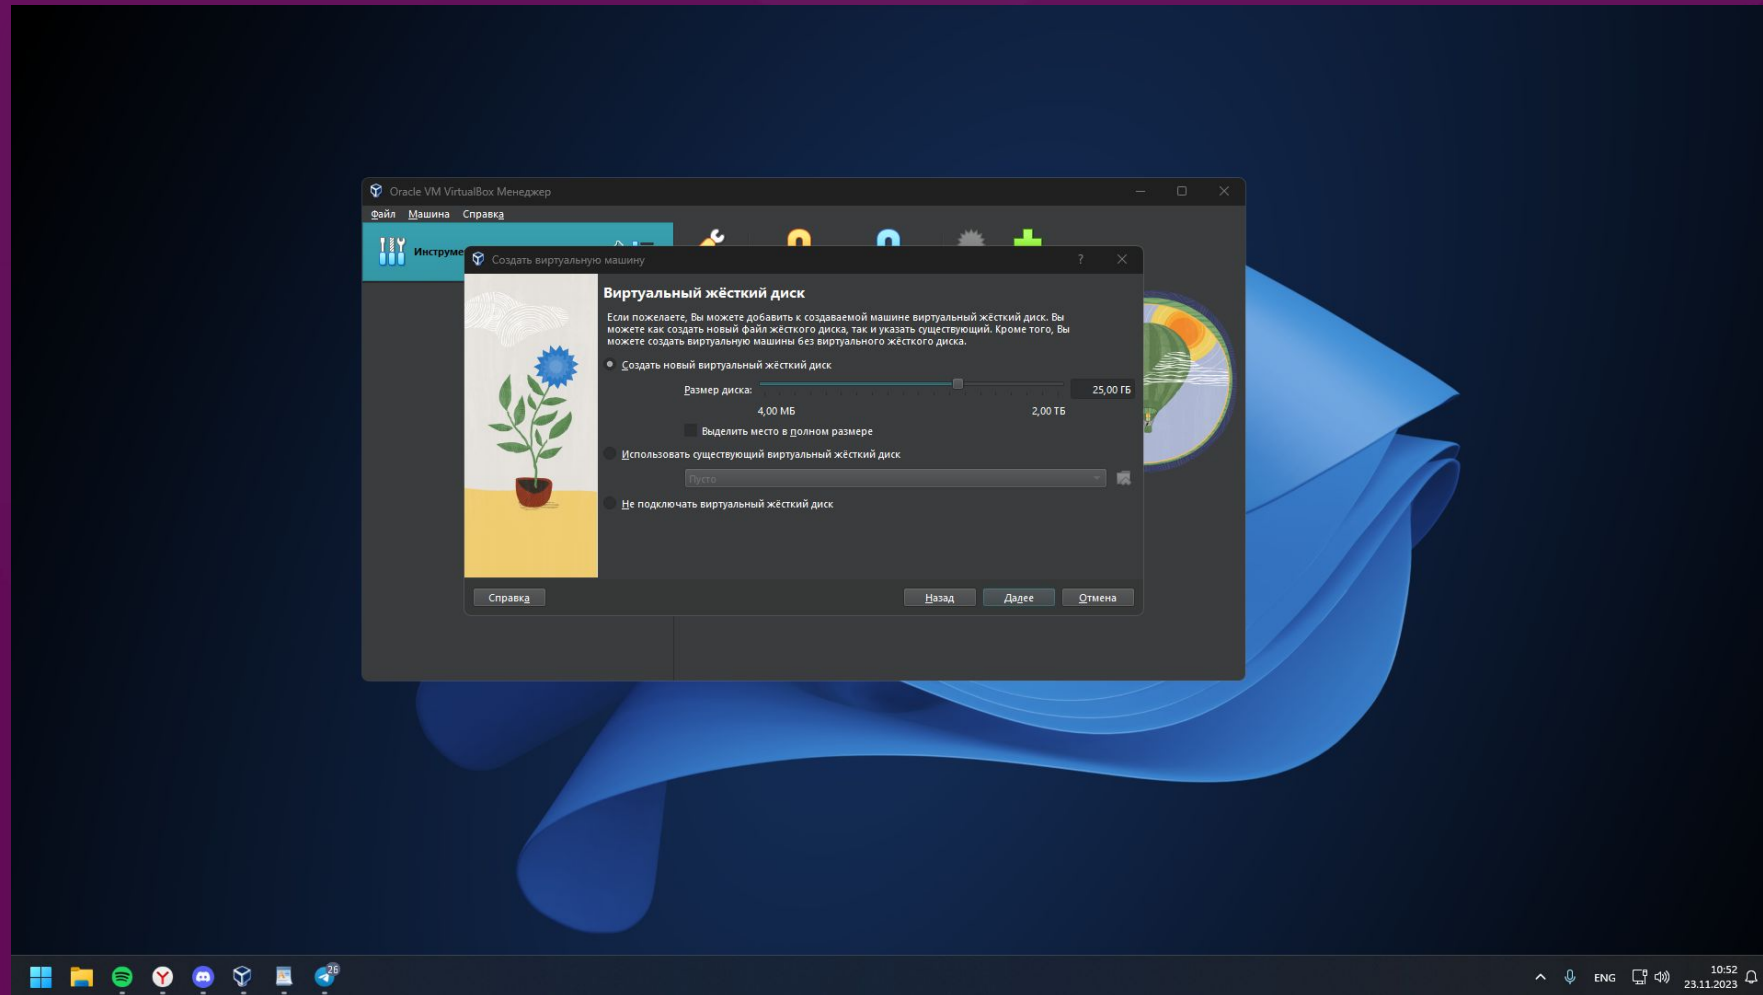 Oracle VM VirtualBox Менеджер
Файл Машина Справка
Создать виртуальную машину
?
Виртуальный жёсткий диск
Если пожелаете, Вы можете добавить к создаваемой машине виртуальный жёсткий диск. Вы
можете как создать новый файл жёсткого диска, так и указать существующий. Кроме того, Вы
можете создать виртуальную машины без виртуального жёсткого диска.
Создать новый виртуальный жёсткий диск
Размер диска: 25,00 ГБ
4,00 МБ 2,00 ТБ
Выделить место в полном размере
Использовать существующий виртуальный жёсткий диск
Пусто
Не подключать виртуальный жёсткий диск
Справка Назад Далее Отмена
26
ENG
10:52
23.11.2023